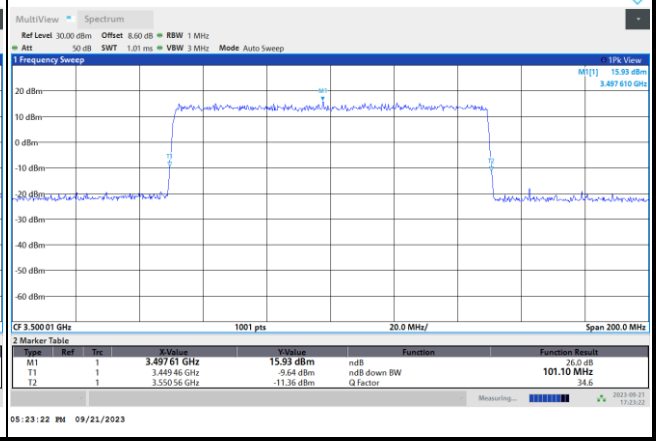 MultiView Spectrum
Ref Level 30.00 dBm Offset 8.60 dB RBW 1 MHz
Att 50 dB SWT 1.01 ms VBW 3 MHz Mode Auto Sweep
1 Frequency Sweep 1Pk View
M1[1] 15.93 dBm
3.497 610 GHz
20 dBm
M1
10 dBm
0 dBm
T1
T2
-10 dBm
-20 dBm
-30 dBm
-40 dBm
-50 dBm
-60 dBm
CF 3.500 01 GHz 1001 pts 20.0 MHz/ Span 200.0 MHz
2 Marker Table
Type Ref Trc X-Value Y-Value Function Function Result
M1 1 3.497 61 GHz 15.93 dBm ndB 26.0 dB
T1 1 3.449 46 GHz -9.64 dBm ndB down BW 101.10 MHz
T2 1 3.550 56 GHz -11.36 dBm Q Factor 34.6
Measuring... 2023-09-21
17:23:22
05:23:22 PM 09/21/2023